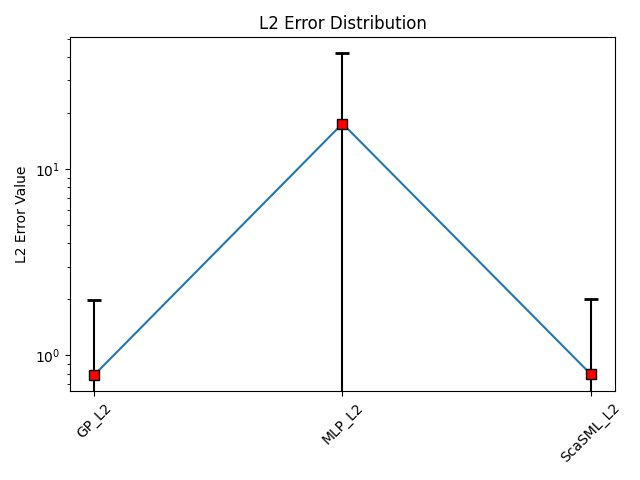 L2 Error Distribution
L2 Error Value
10^1
10^0
GP_L2
MLP_L2
ScaSML_L2